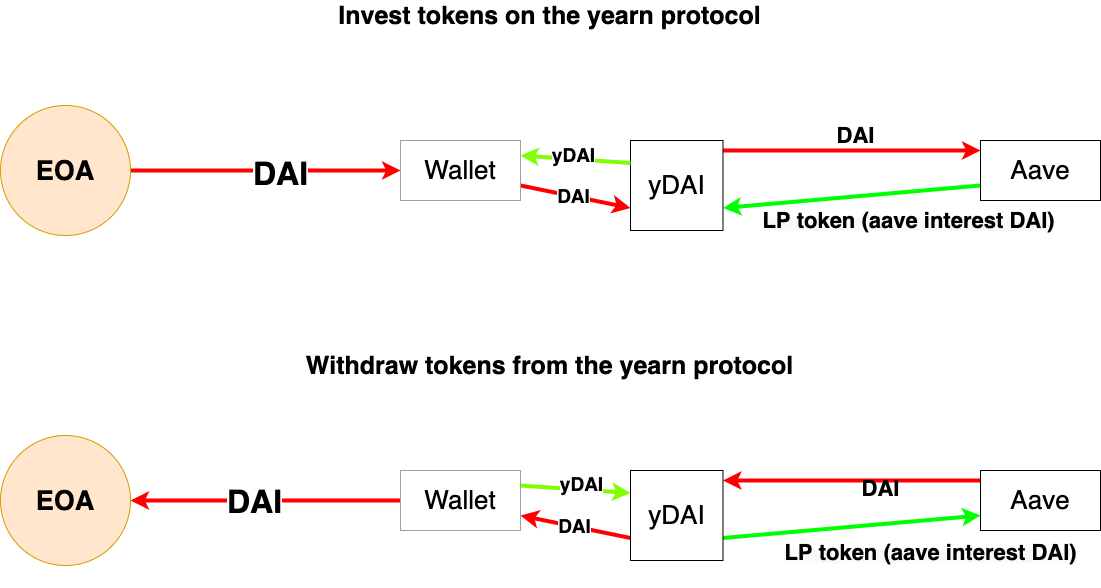 Invest tokens on the yearn protocol
EOA
DAI
Wallet
yDAI
DAI
yDAI
DAI
Aave
LP token (aave interest DAI)
Withdraw tokens from the yearn protocol
EOA
DAI
Wallet
yDAI
DAI
yDAI
DAI
Aave
LP token (aave interest DAI)